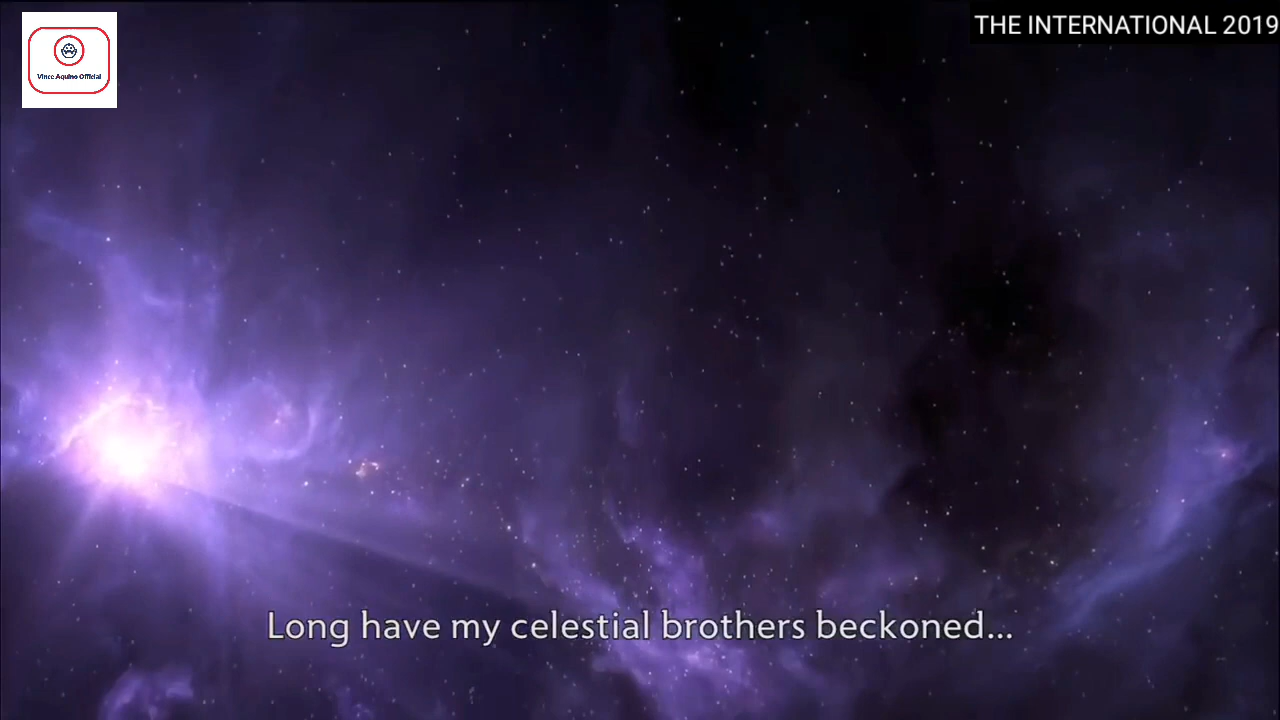 THE INTERNATIONAL 2019
Vince Aquino Official
Long have my celestial brothers beckoned...